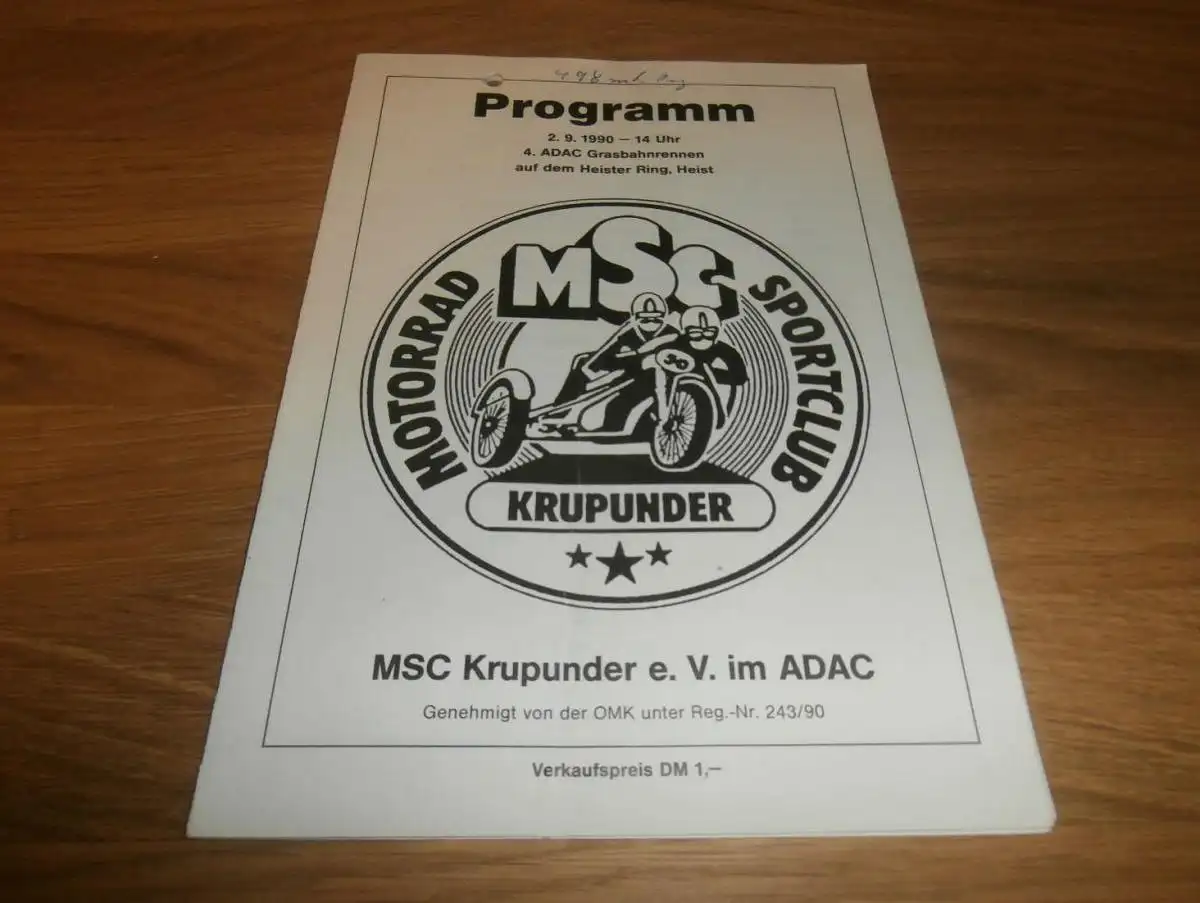 Programm
2. 9. 1990 – 14 Uhr
4. ADAC Grasbahnrennen
auf dem Heister Ring, Heist
MSC
MOTORRAD
SPORTCLUB
36
KRUPUNDER
MSC Krupunder e. V. im ADAC
Genehmigt von der OMK unter Reg.-Nr. 243/90
Verkaufspreis DM 1,–